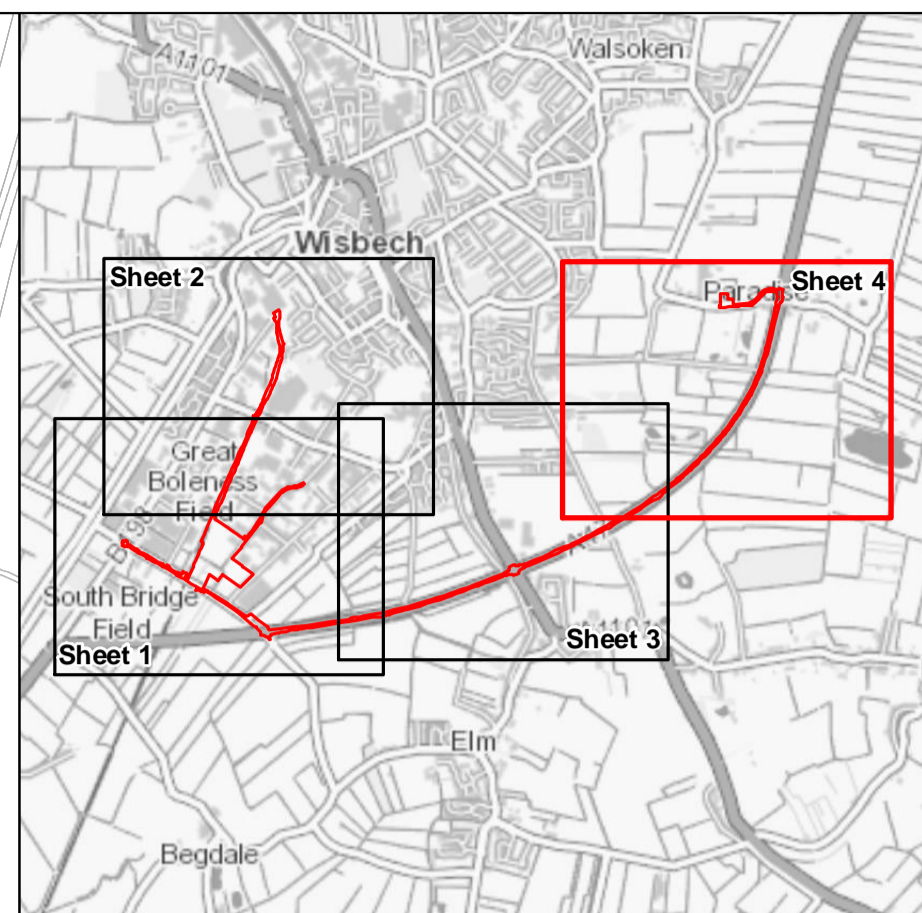 A1101
Walsoken
Wisbech
Sheet 2
Sheet 4
Paradise
Great
Boleness
Field
South Bridge
Field
Sheet 1
Sheet 3
Elm
Begdale